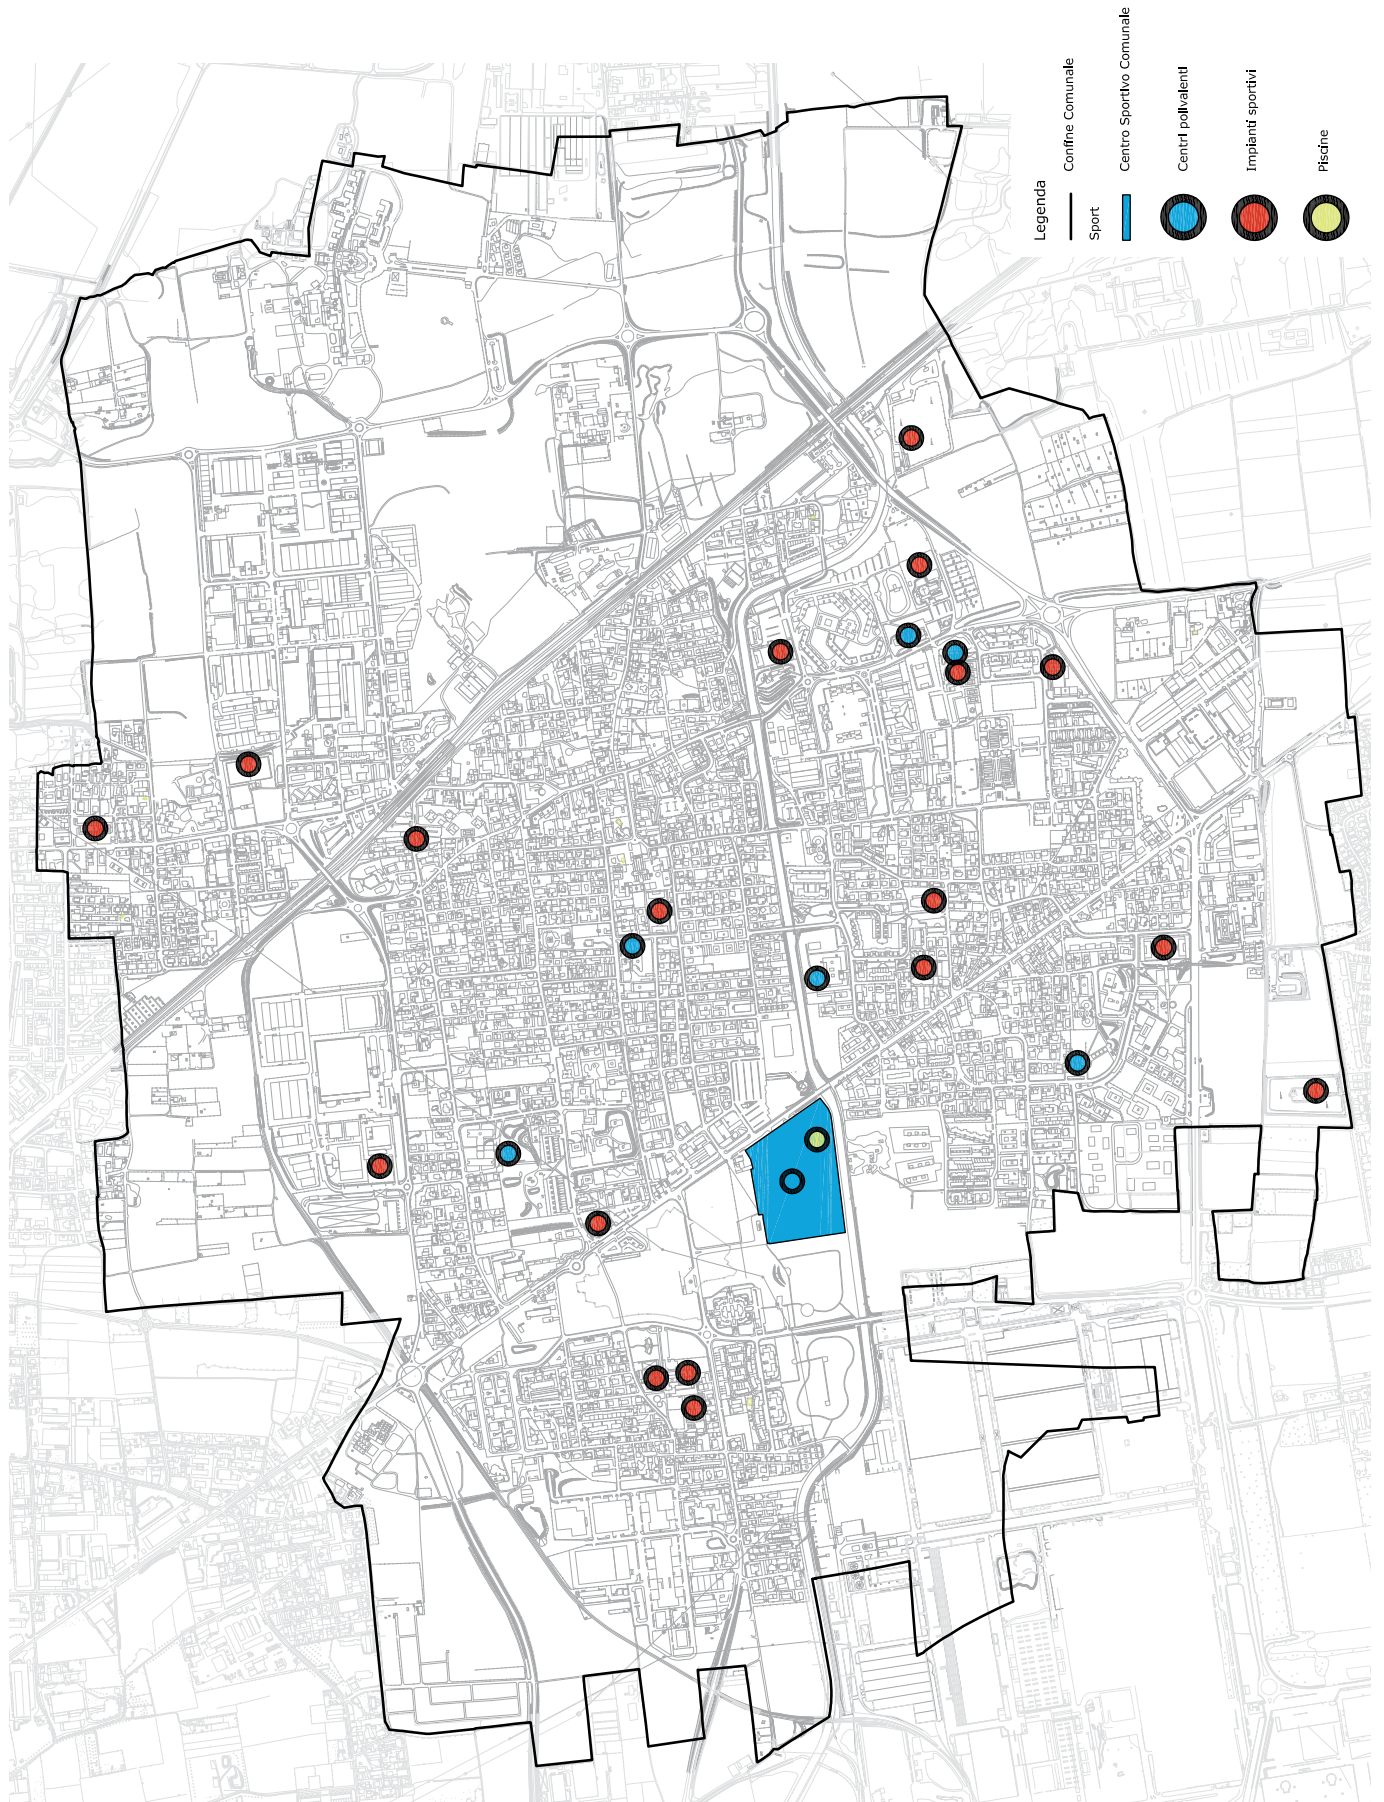 Legenda
Confine Comunale
Sport
Centro Sportivo Comunale
Centri polivalenti
Impianti sportivi
Piscine